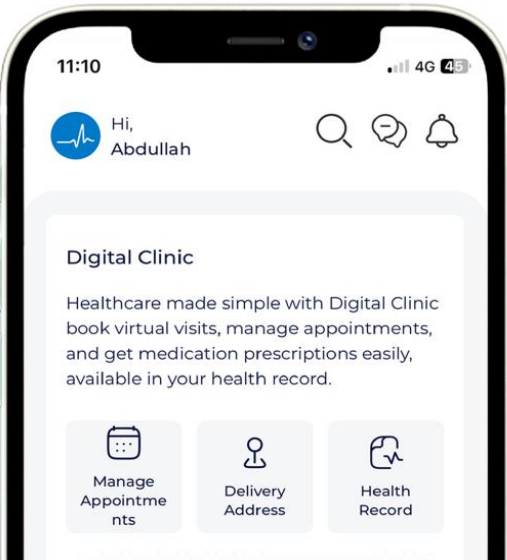 11:10
4G 45
Hi,
Abdullah
Digital Clinic
Healthcare made simple with Digital Clinic
book virtual visits, manage appointments,
and get medication prescriptions easily,
available in your health record.
Manage
Appointme
nts
Delivery
Address
Health
Record